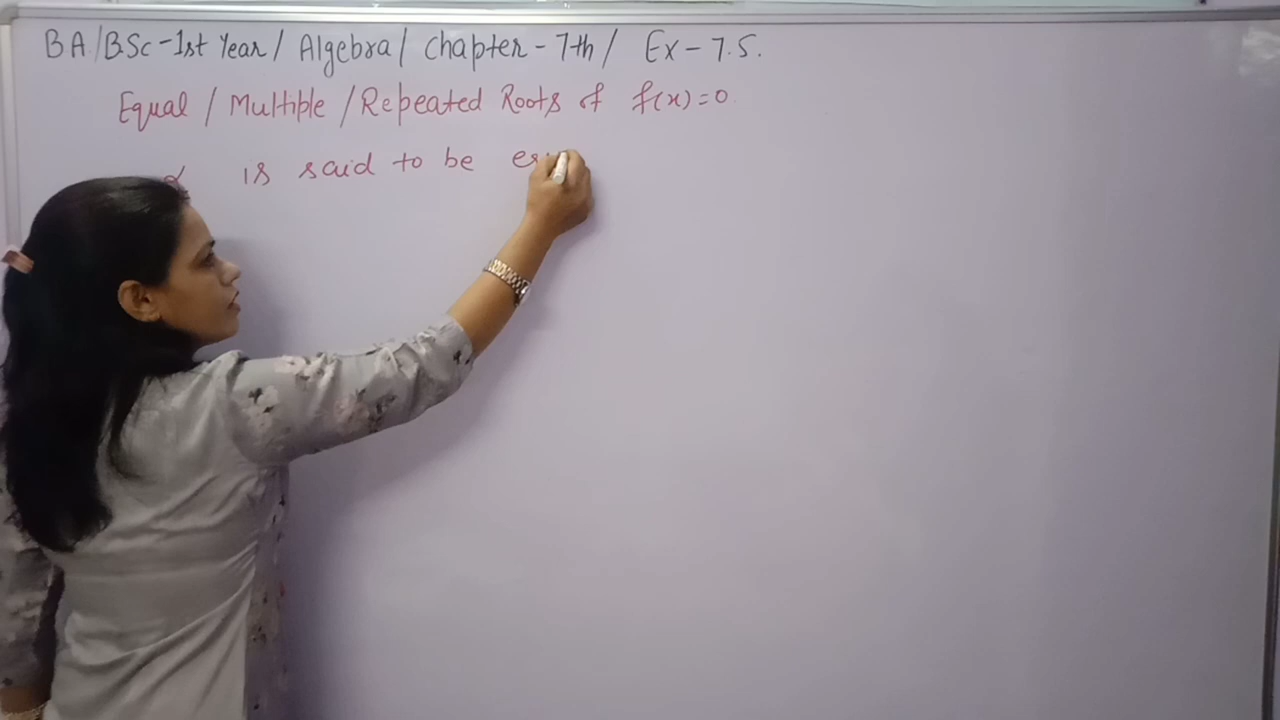 BA/BSc-1st Year/ Algebra/ Chapter-7th/ Ex-7.5.
Equal / Multiple / Repeated Roots of f(x)=0.
α is said to be